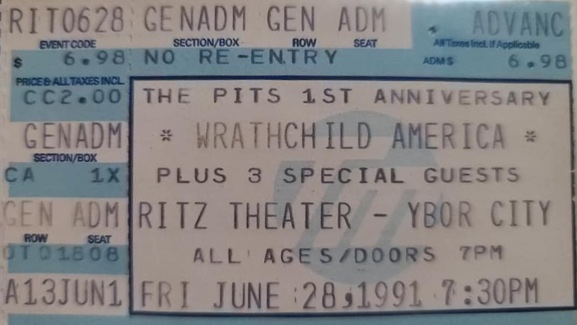 RIT0628 GENADM GEN ADM ADVANC
EVENT CODE SECTION/BOX ROW SEAT All Taxes Incl. If Applicable
$ 6.98 NO RE-ENTRY ADM$ 6.98
PRICE & ALL TAXES INCL
CC2.00 THE PITS 1ST ANNIVERSARY
GENADM * WRATHCHILD AMERICA *
SECTION/BOX
CA 1X PLUS 3 SPECIAL GUESTS
GEN ADM RITZ THEATER - YBOR CITY
ROW SEAT
OT01808 ALL AGES/DOORS 7PM
A13JUN1 FRI JUNE 28,1991 7:30PM